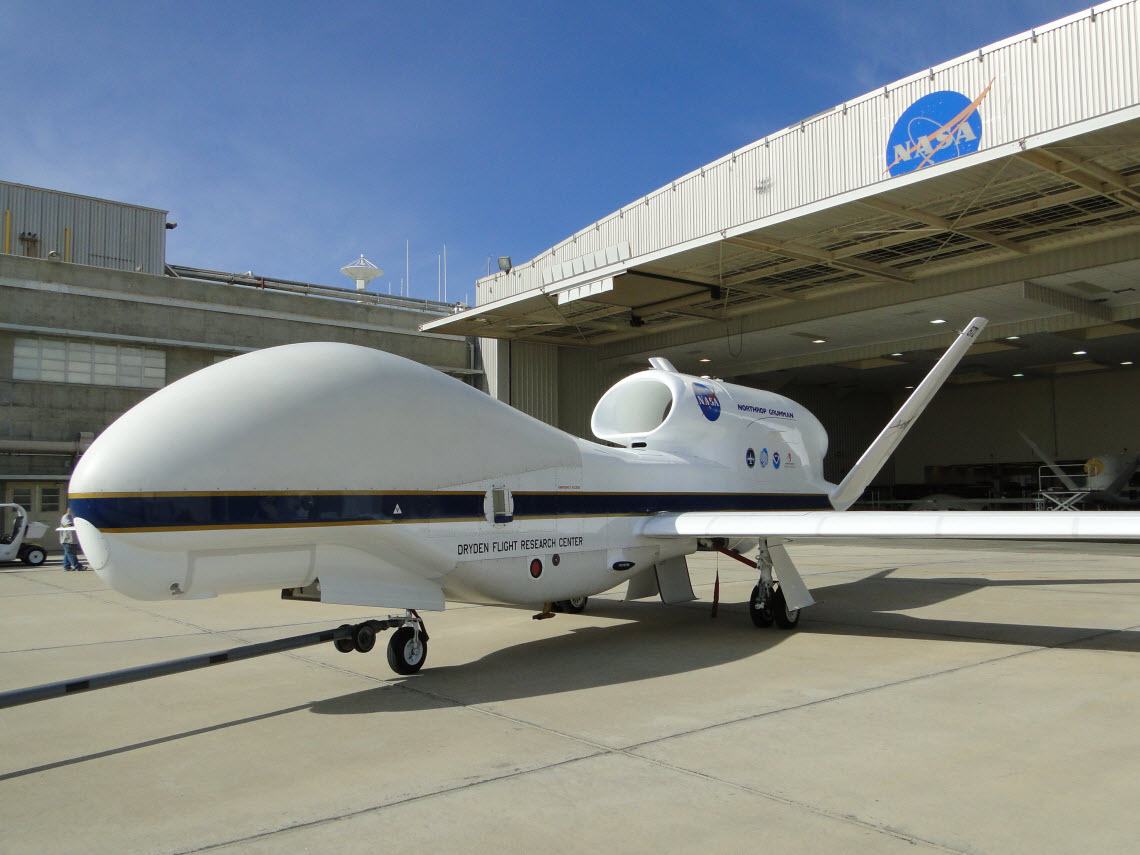 NASA
NASA
NORTHROP GRUMMAN
DRYDEN FLIGHT RESEARCH CENTER